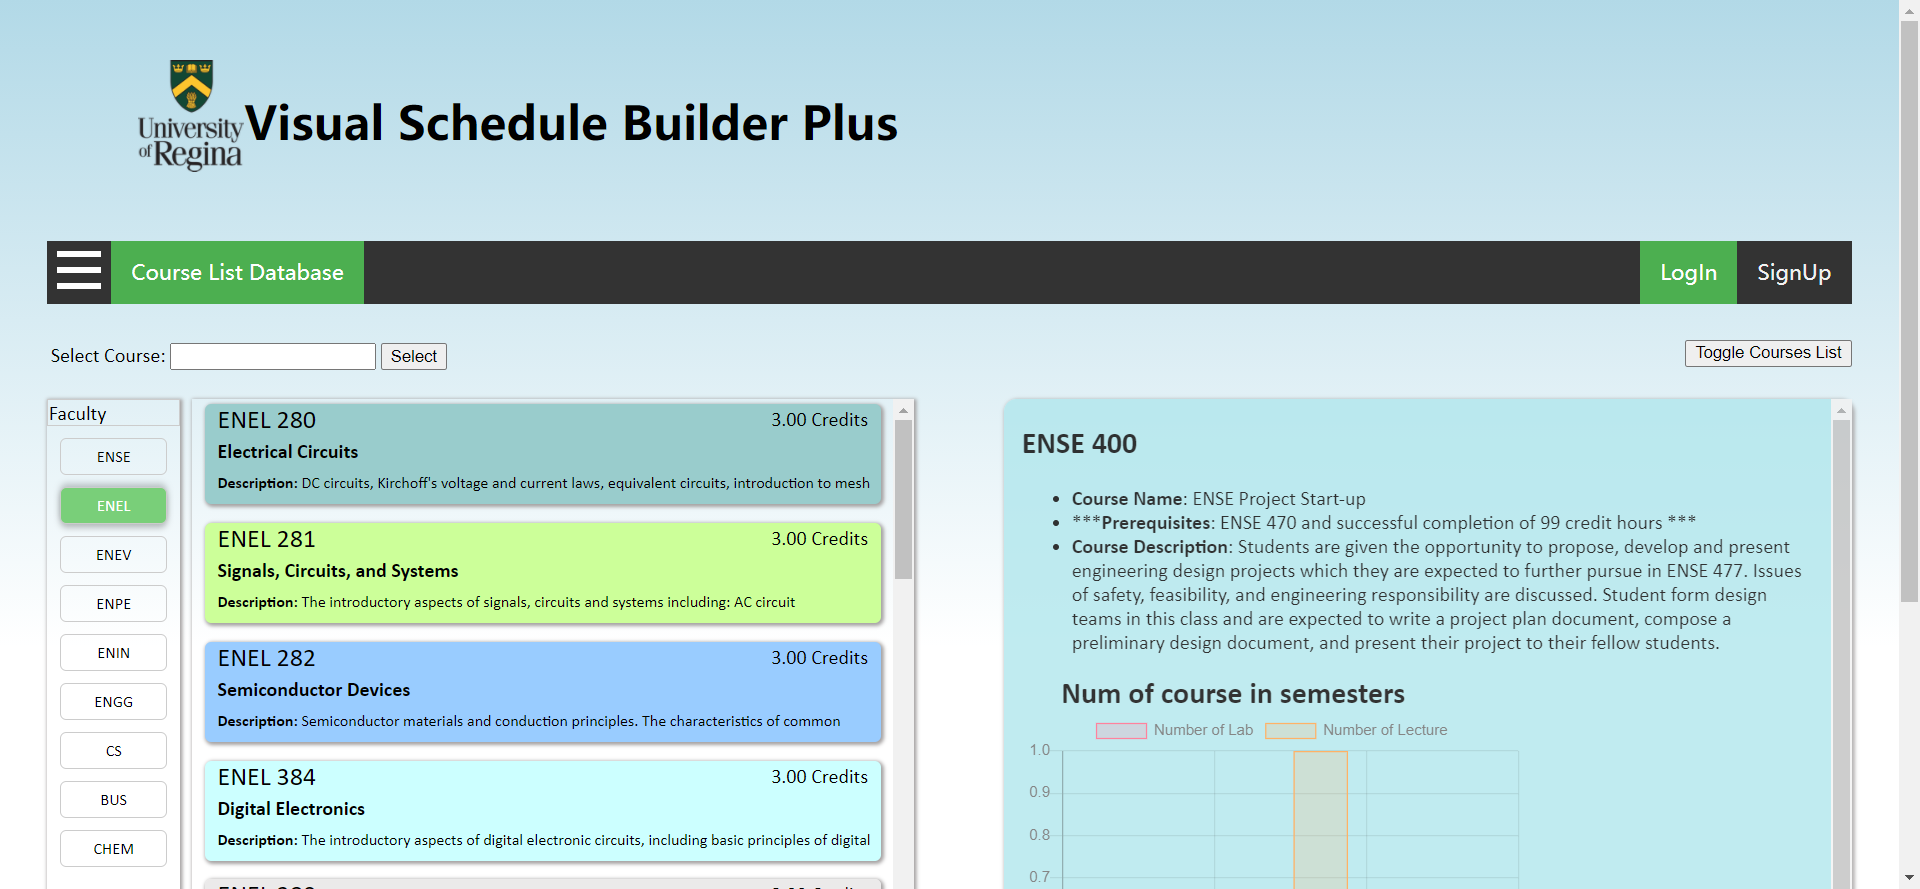 University
of Regina
Visual Schedule Builder Plus
Course List Database
LogIn
SignUp
Select Course:
Select
Toggle Courses List
Faculty
ENSE
ENEL
ENEV
ENPE
ENIN
ENGG
CS
BUS
CHEM
ENEL 280
3.00 Credits
Electrical Circuits
Description: DC circuits, Kirchoff's voltage and current laws, equivalent circuits, introduction to mesh
ENEL 281
3.00 Credits
Signals, Circuits, and Systems
Description: The introductory aspects of signals, circuits and systems including: AC circuit
ENEL 282
3.00 Credits
Semiconductor Devices
Description: Semiconductor materials and conduction principles. The characteristics of common
ENEL 384
3.00 Credits
Digital Electronics
Description: The introductory aspects of digital electronic circuits, including basic principles of digital
ENSE 400
Course Name: ENSE Project Start-up
***Prerequisites: ENSE 470 and successful completion of 99 credit hours ***
Course Description: Students are given the opportunity to propose, develop and present
engineering design projects which they are expected to further pursue in ENSE 477. Issues
of safety, feasibility, and engineering responsibility are discussed. Student form design
teams in this class and are expected to write a project plan document, compose a
preliminary design document, and present their project to their fellow students.
Num of course in semesters
Number of Lab
Number of Lecture
1.0
0.9
0.8
0.7